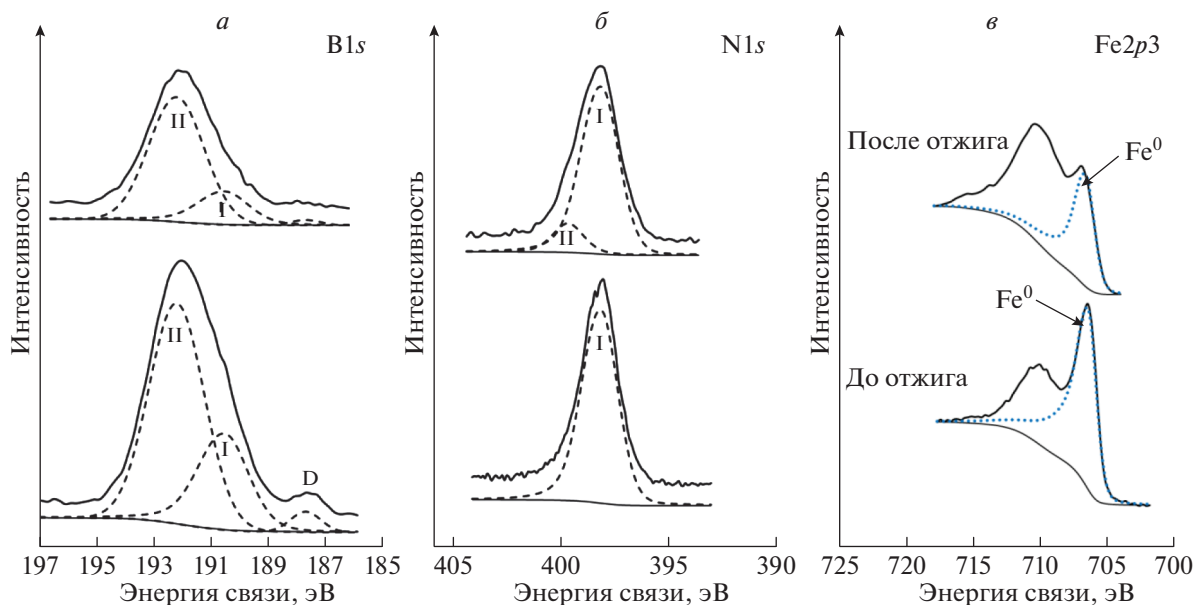 а
B1s
Интенсивность
II
I
II
I
D
197 195 193 191 189 187 185
Энергия связи, эВ
б
N1s
Интенсивность
I
II
I
405 400 395 390
Энергия связи, эВ
в
Fe2p3
Интенсивность
После отжига
Fe⁰
Fe⁰
До отжига
725 720 715 710 705 700
Энергия связи, эВ